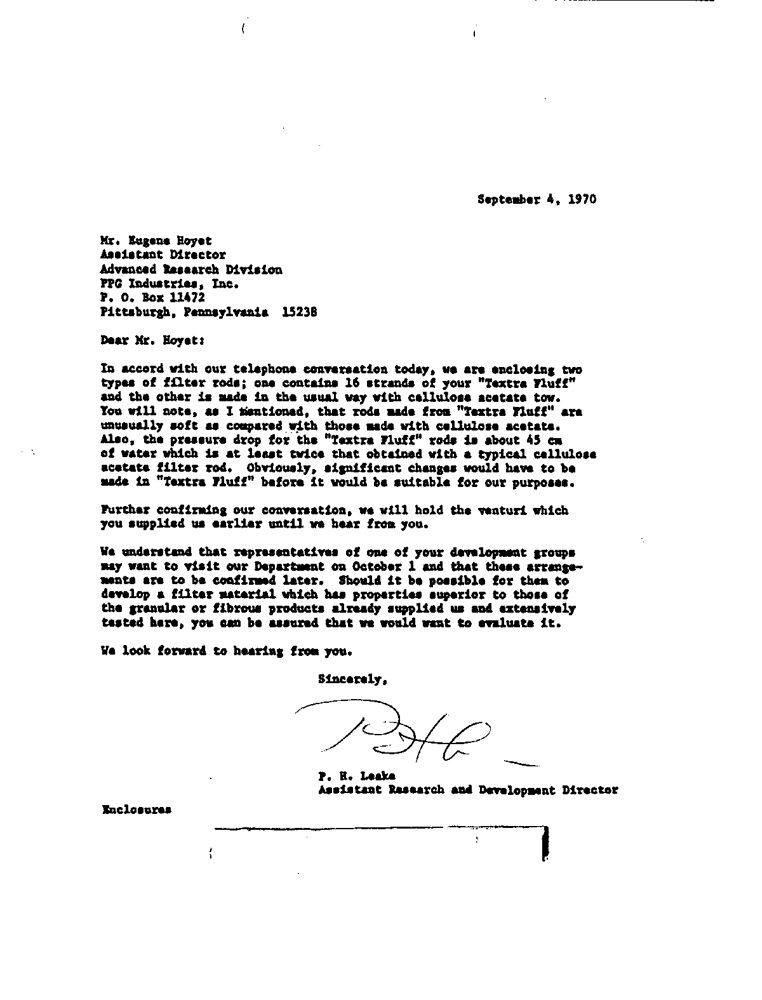 September 4, 1970
Mr. Eugene Hoyet
Assistant Director
Advanced Research Division
PPG Industries, Inc.
P. O. Box 11472
Pittsburgh, Pennsylvania 15238
Dear Mr. Hoyet:
In accord with our telephone conversation today, we are enclosing two
types of filter rods; one contains 16 strands of your "Textra Fluff"
and the other is made in the usual way with cellulose acetate tow.
You will note, as I mentioned, that rods made from "Textra Fluff" are
unusually soft as compared with those made with cellulose acetate.
Also, the pressure drop for the "Textra Fluff" rods is about 45 cm
of water which is at least twice that obtained with a typical cellulose
acetate filter rod. Obviously, significant changes would have to be
made in "Textra Fluff" before it would be suitable for our purposes.
Further confirming our conversation, we will hold the venturi which
you supplied us earlier until we hear from you.
We understand that representatives of one of your development groups
may want to visit our Department on October 1 and that these arrange-
ments are to be confirmed later. Should it be possible for them to
develop a filter material which has properties superior to those of
the granular or fibrous products already supplied us and extensively
tested here, you can be assured that we would want to evaluate it.
We look forward to hearing from you.
Sincerely,
P. H. Leake
Assistant Research and Development Director
Enclosures